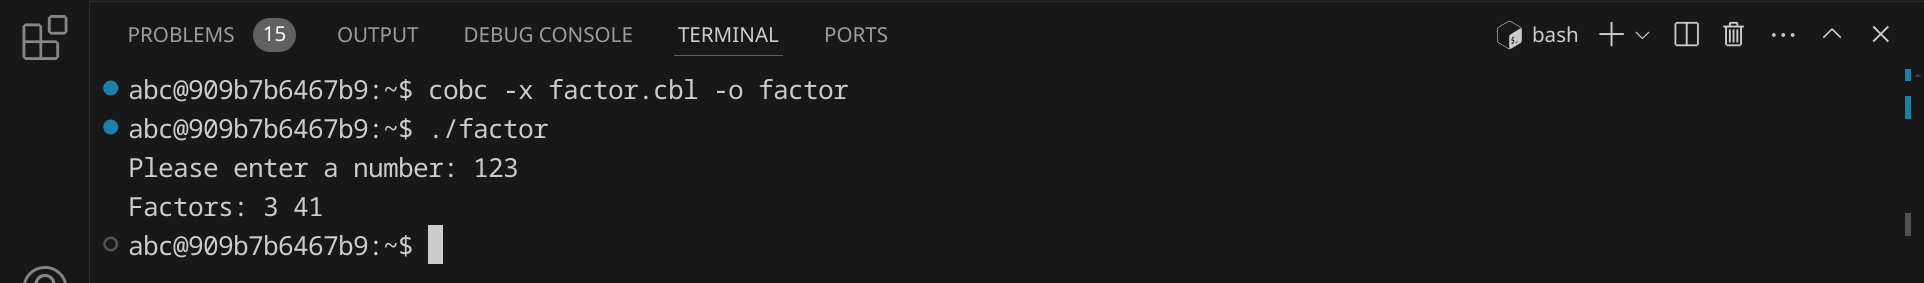 PROBLEMS 15 OUTPUT DEBUG CONSOLE TERMINAL PORTS bash
abc@909b7b6467b9:~$ cobc -x factor.cbl -o factor
abc@909b7b6467b9:~$ ./factor
Please enter a number: 123
Factors: 3 41
abc@909b7b6467b9:~$